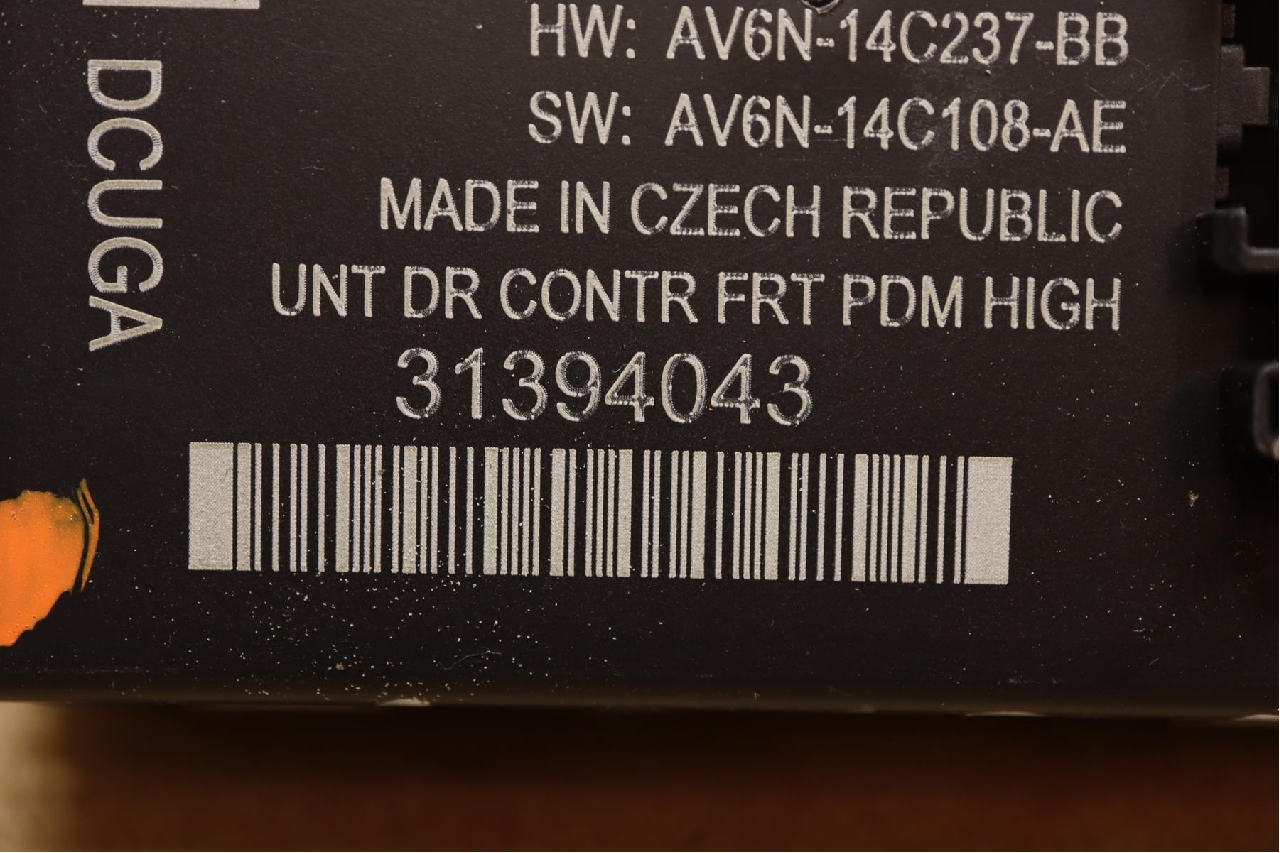 HW: AV6N-14C237-BB
SW: AV6N-14C108-AE
MADE IN CZECH REPUBLIC
UNT DR CONTR FRT PDM HIGH
31394043
DCUGA